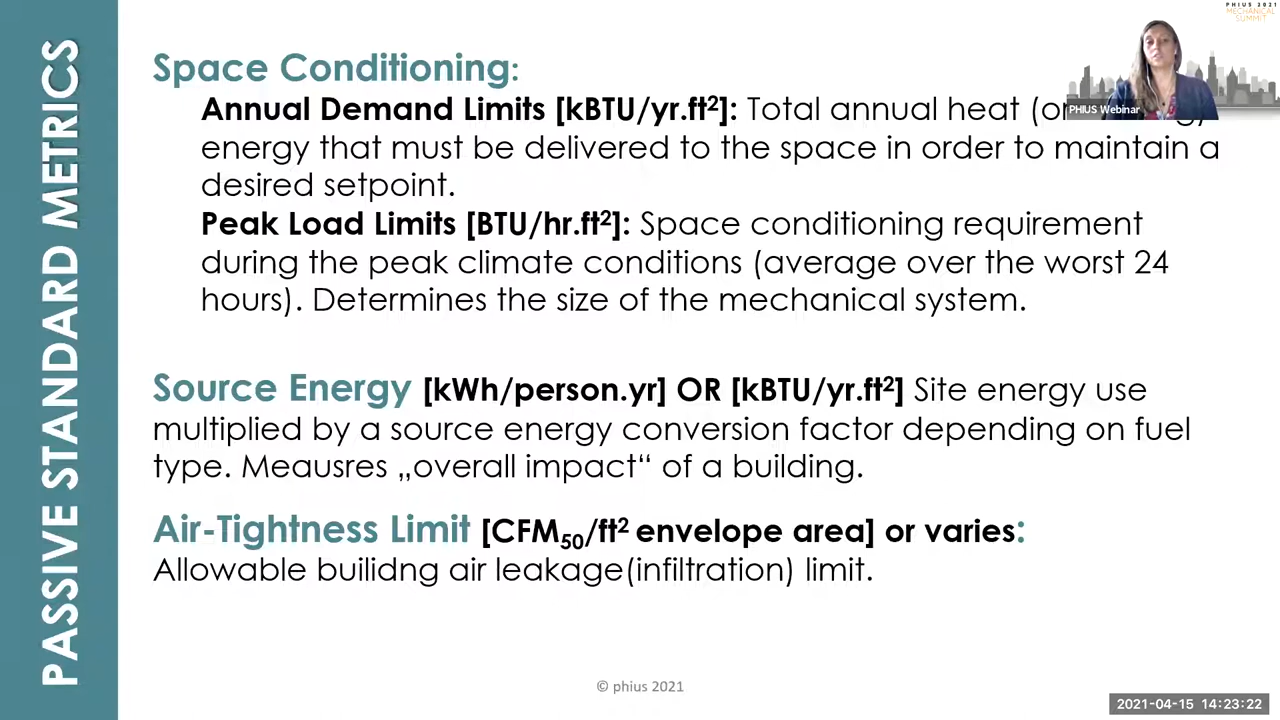 PHIUS 2021
MECHANICAL
SUMMIT
PASSIVE STANDARD METRICS
Space Conditioning:
Annual Demand Limits [kBTU/yr.ft²]: Total annual heat (or
energy that must be delivered to the space in order to maintain a
desired setpoint.
Peak Load Limits [BTU/hr.ft²]: Space conditioning requirement
during the peak climate conditions (average over the worst 24
hours). Determines the size of the mechanical system.
PHIUS Webinar
Source Energy [kWh/person.yr] OR [kBTU/yr.ft²] Site energy use
multiplied by a source energy conversion factor depending on fuel
type. Meausres „overall impact“ of a building.
Air-Tightness Limit [CFM₅₀/ft² envelope area] or varies:
Allowable builidng air leakage(infiltration) limit.
© phius 2021
2021-04-15 14:23:22